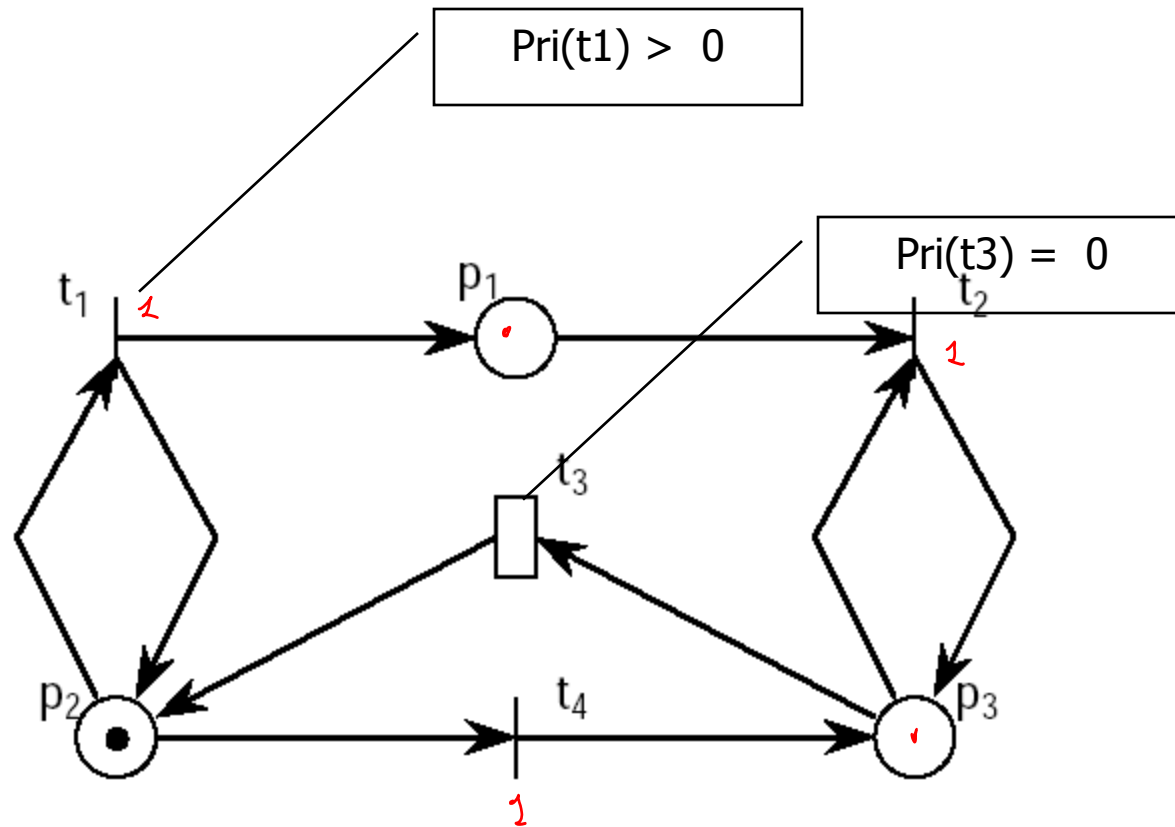 Pri(t1) > 0
Pri(t3) = 0
t1
1
p1
t2
1
t3
p2
t4
p3
1